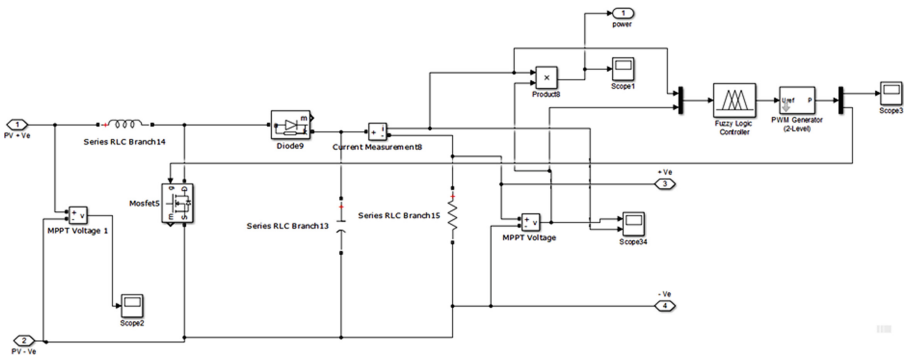 1
power
Scope1
×
Product8
Fuzzy Logic
Controller
Uref P
PWM Generator
(2-Level)
Scope3
1
PV +Ve
Series RLC Branch14
m
Diode9
+ i
-
Current Measurement8
+ Ve
3
g D
Mosfet5
m S
Series RLC Branch13
Series RLC Branch15
+ v
-
MPPT Voltage 1
+ v
-
MPPT Voltage
Scope34
Scope2
- Ve
4
2
PV - Ve